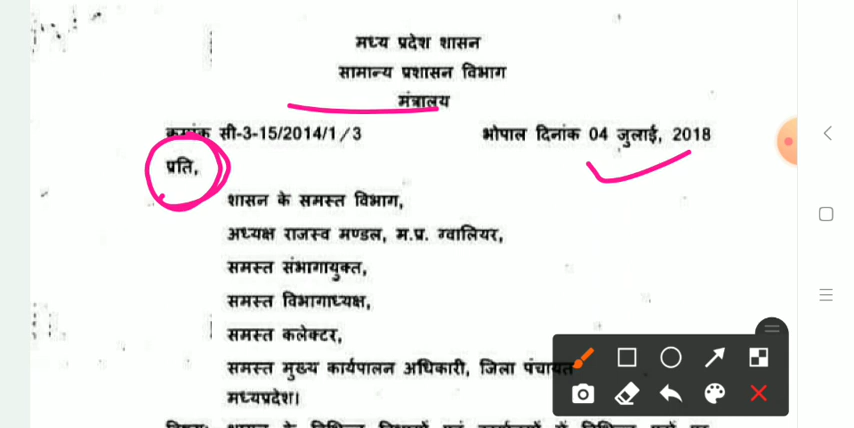 मध्य प्रदेश शासन
सामान्य प्रशासन विभाग
मंत्रालय
क्रमांक सी-3-15/2014/1/3 भोपाल दिनांक 04 जुलाई, 2018
प्रति,
शासन के समस्त विभाग,
अध्यक्ष राजस्व मण्डल, म.प्र. ग्वालियर,
समस्त संभागायुक्त,
समस्त विभागाध्यक्ष,
समस्त कलेक्टर,
समस्त मुख्य कार्यपालन अधिकारी, जिला पंचायत
मध्यप्रदेश।